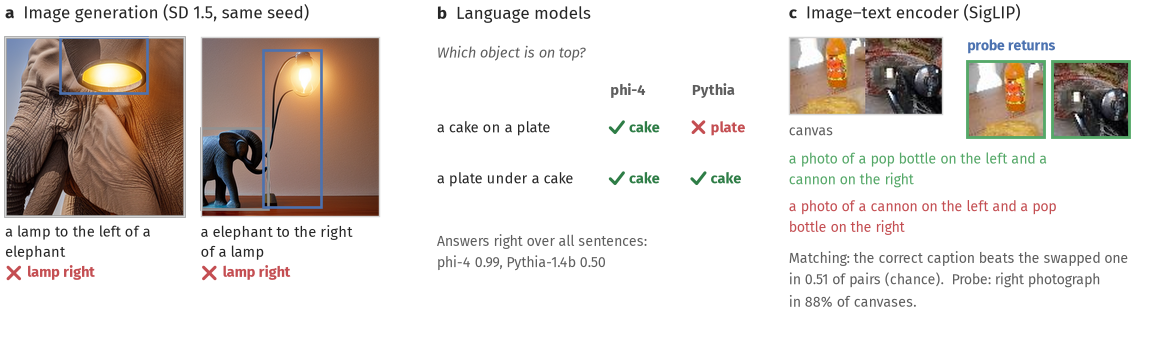 a Image generation (SD 1.5, same seed)
a lamp to the left of a
elephant
✗ lamp right
a elephant to the right
of a lamp
✗ lamp right
b Language models
Which object is on top?
phi-4 Pythia
a cake on a plate ✓ cake ✗ plate
a plate under a cake ✓ cake ✓ cake
Answers right over all sentences:
phi-4 0.99, Pythia-1.4b 0.50
c Image–text encoder (SigLIP)
probe returns
canvas
a photo of a pop bottle on the left and a
cannon on the right
a photo of a cannon on the left and a pop
bottle on the right
Matching: the correct caption beats the swapped one
in 0.51 of pairs (chance). Probe: right photograph
in 88% of canvases.